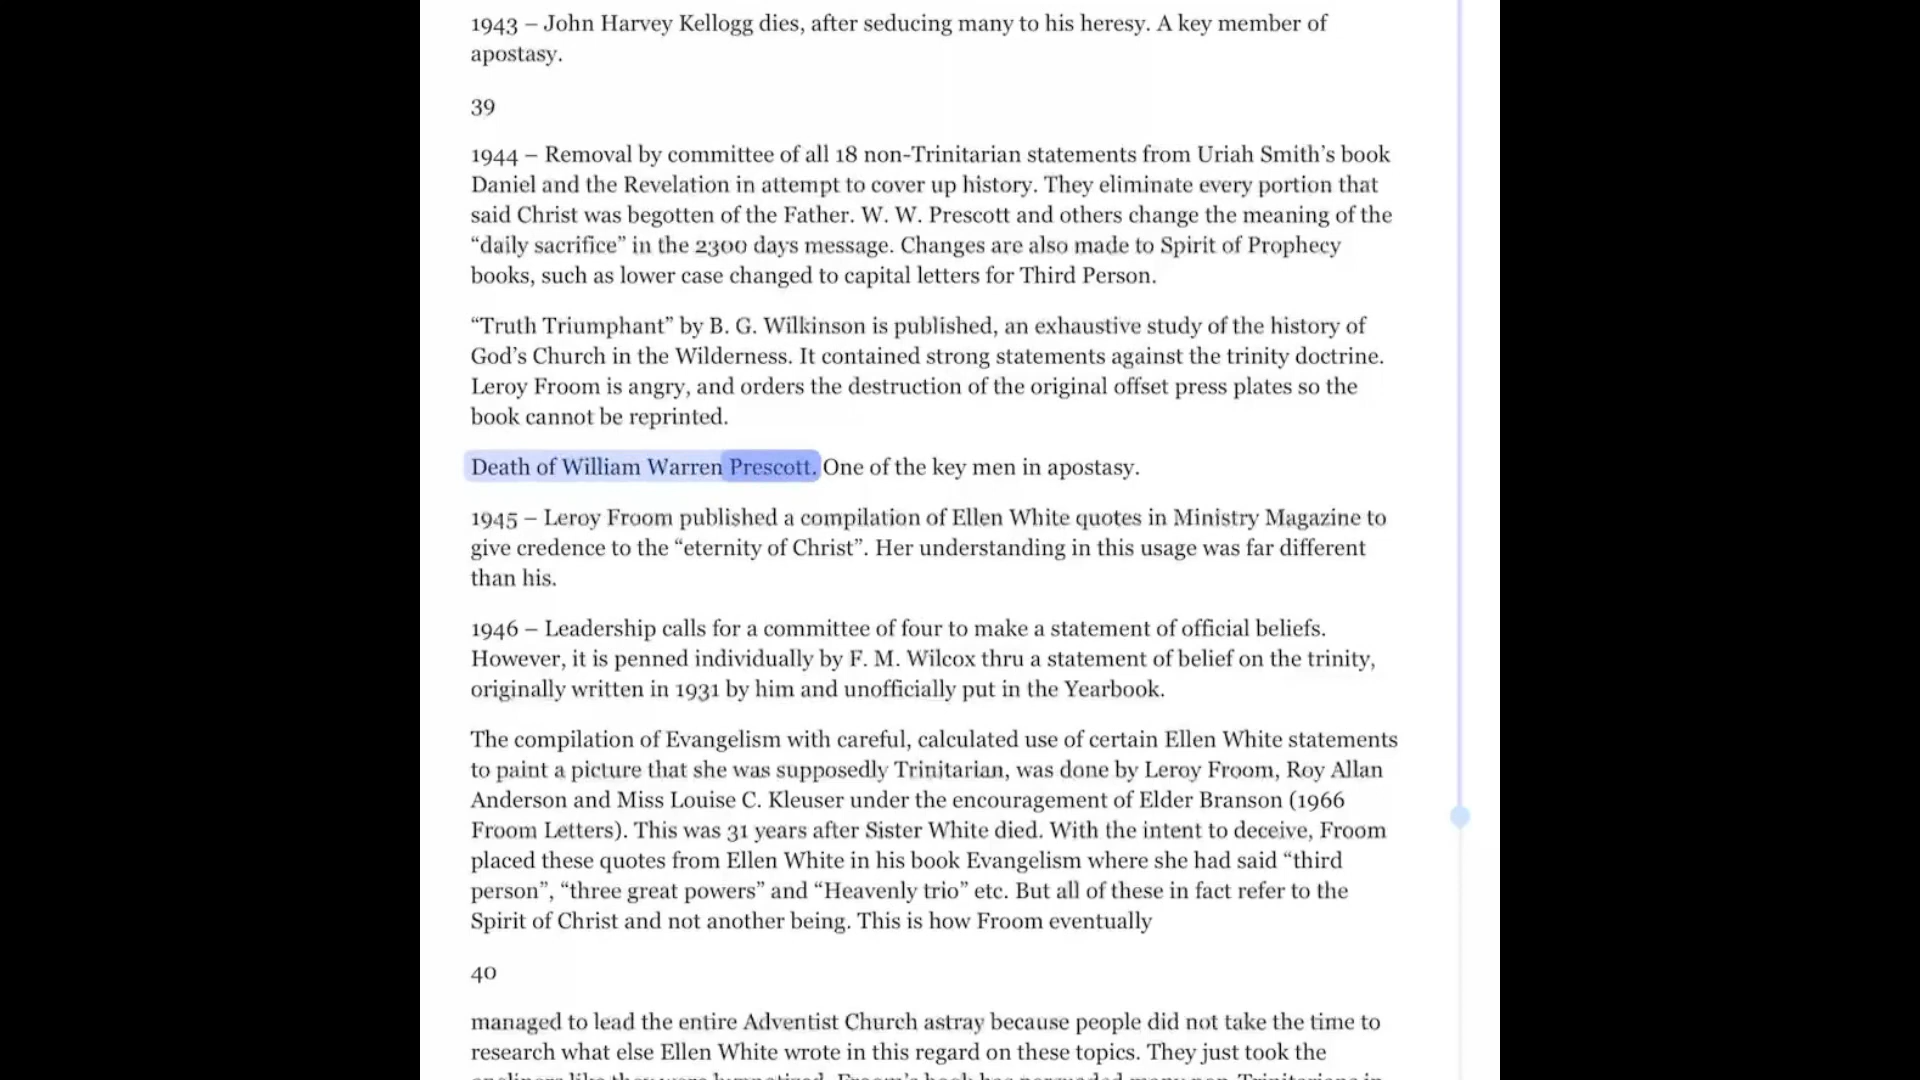 1943 – John Harvey Kellogg dies, after seducing many to his heresy. A key member of
apostasy.
39
1944 – Removal by committee of all 18 non-Trinitarian statements from Uriah Smith’s book
Daniel and the Revelation in attempt to cover up history. They eliminate every portion that
said Christ was begotten of the Father. W. W. Prescott and others change the meaning of the
“daily sacrifice” in the 2300 days message. Changes are also made to Spirit of Prophecy
books, such as lower case changed to capital letters for Third Person.
“Truth Triumphant” by B. G. Wilkinson is published, an exhaustive study of the history of
God’s Church in the Wilderness. It contained strong statements against the trinity doctrine.
Leroy Froom is angry, and orders the destruction of the original offset press plates so the
book cannot be reprinted.
Death of William Warren Prescott. One of the key men in apostasy.
1945 – Leroy Froom published a compilation of Ellen White quotes in Ministry Magazine to
give credence to the “eternity of Christ”. Her understanding in this usage was far different
than his.
1946 – Leadership calls for a committee of four to make a statement of official beliefs.
However, it is penned individually by F. M. Wilcox thru a statement of belief on the trinity,
originally written in 1931 by him and unofficially put in the Yearbook.
The compilation of Evangelism with careful, calculated use of certain Ellen White statements
to paint a picture that she was supposedly Trinitarian, was done by Leroy Froom, Roy Allan
Anderson and Miss Louise C. Kleuser under the encouragement of Elder Branson (1966
Froom Letters). This was 31 years after Sister White died. With the intent to deceive, Froom
placed these quotes from Ellen White in his book Evangelism where she had said “third
person”, “three great powers” and “Heavenly trio” etc. But all of these in fact refer to the
Spirit of Christ and not another being. This is how Froom eventually
40
managed to lead the entire Adventist Church astray because people did not take the time to
research what else Ellen White wrote in this regard on these topics. They just took the